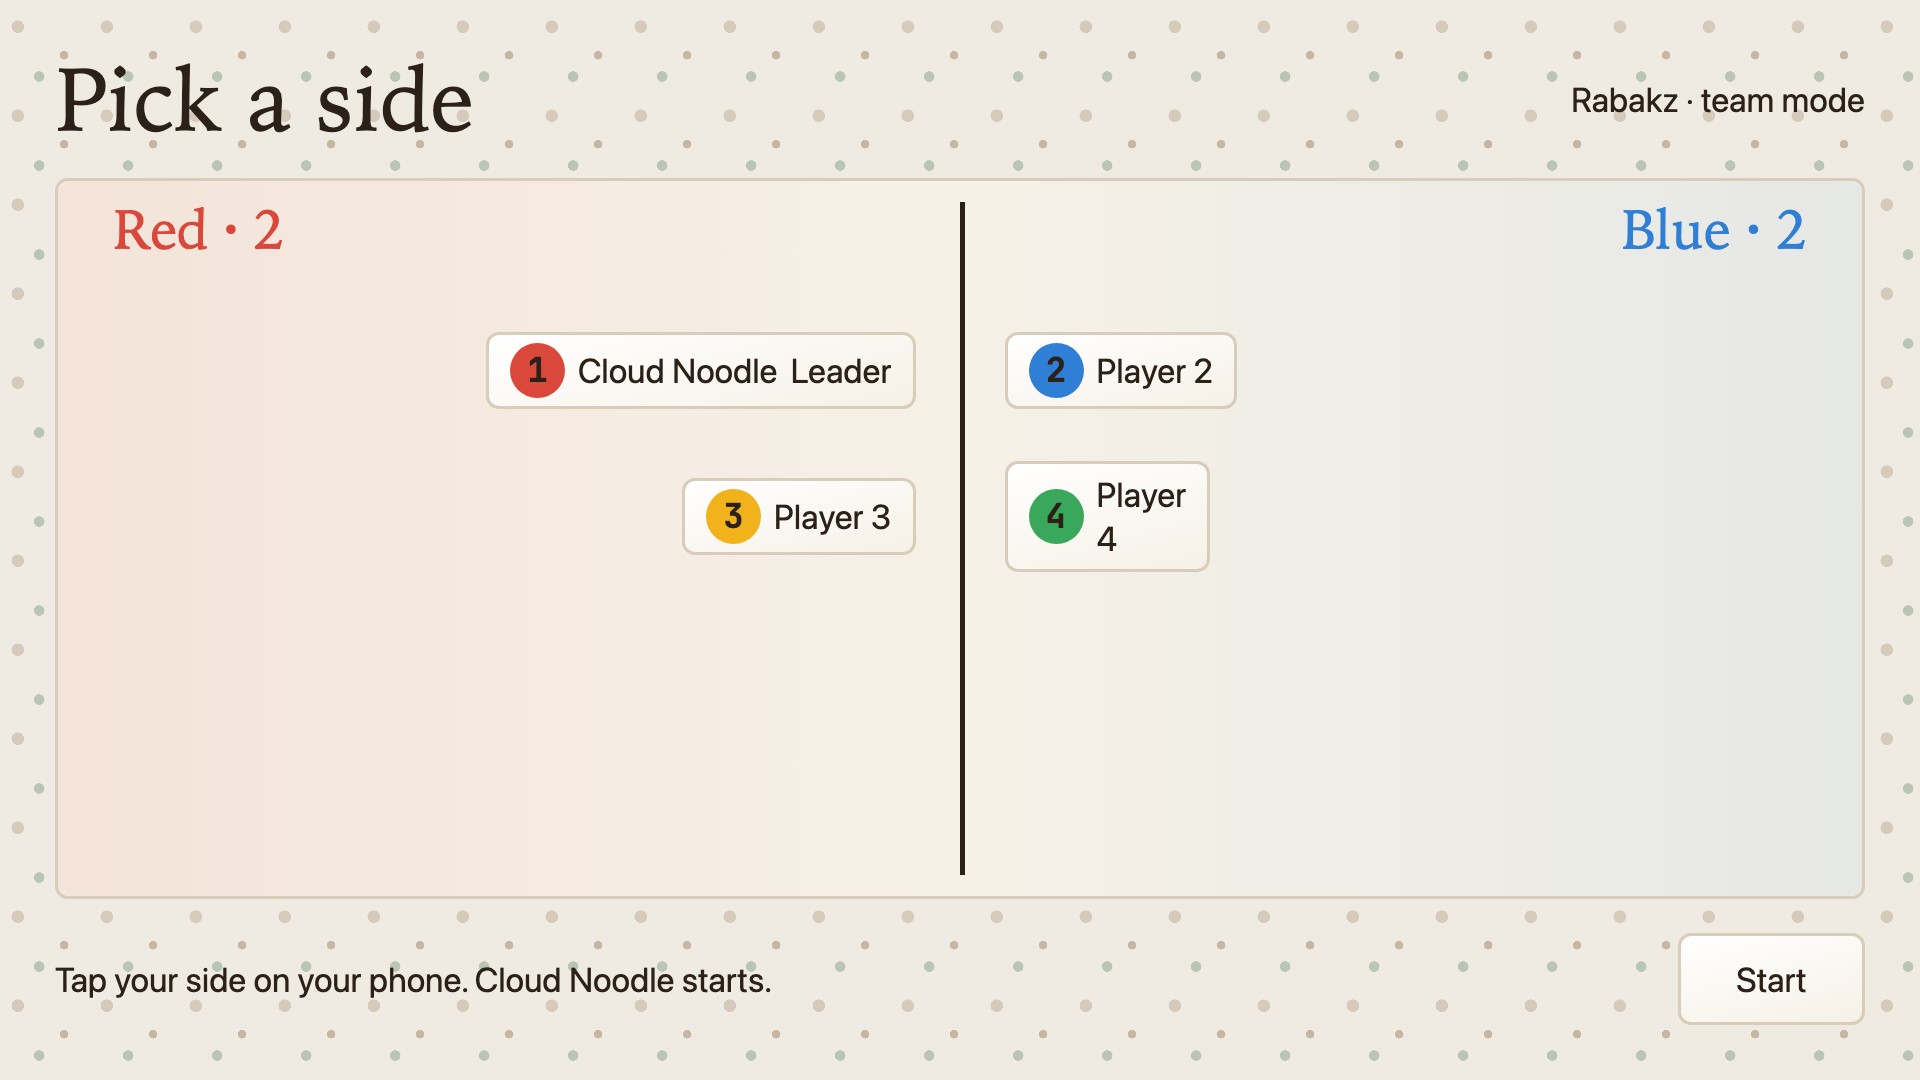 Pick a side
Rabakz · team mode
Red · 2
Blue · 2
1 Cloud Noodle Leader
2 Player 2
3 Player 3
4 Player
4
Tap your side on your phone. Cloud Noodle starts.
Start